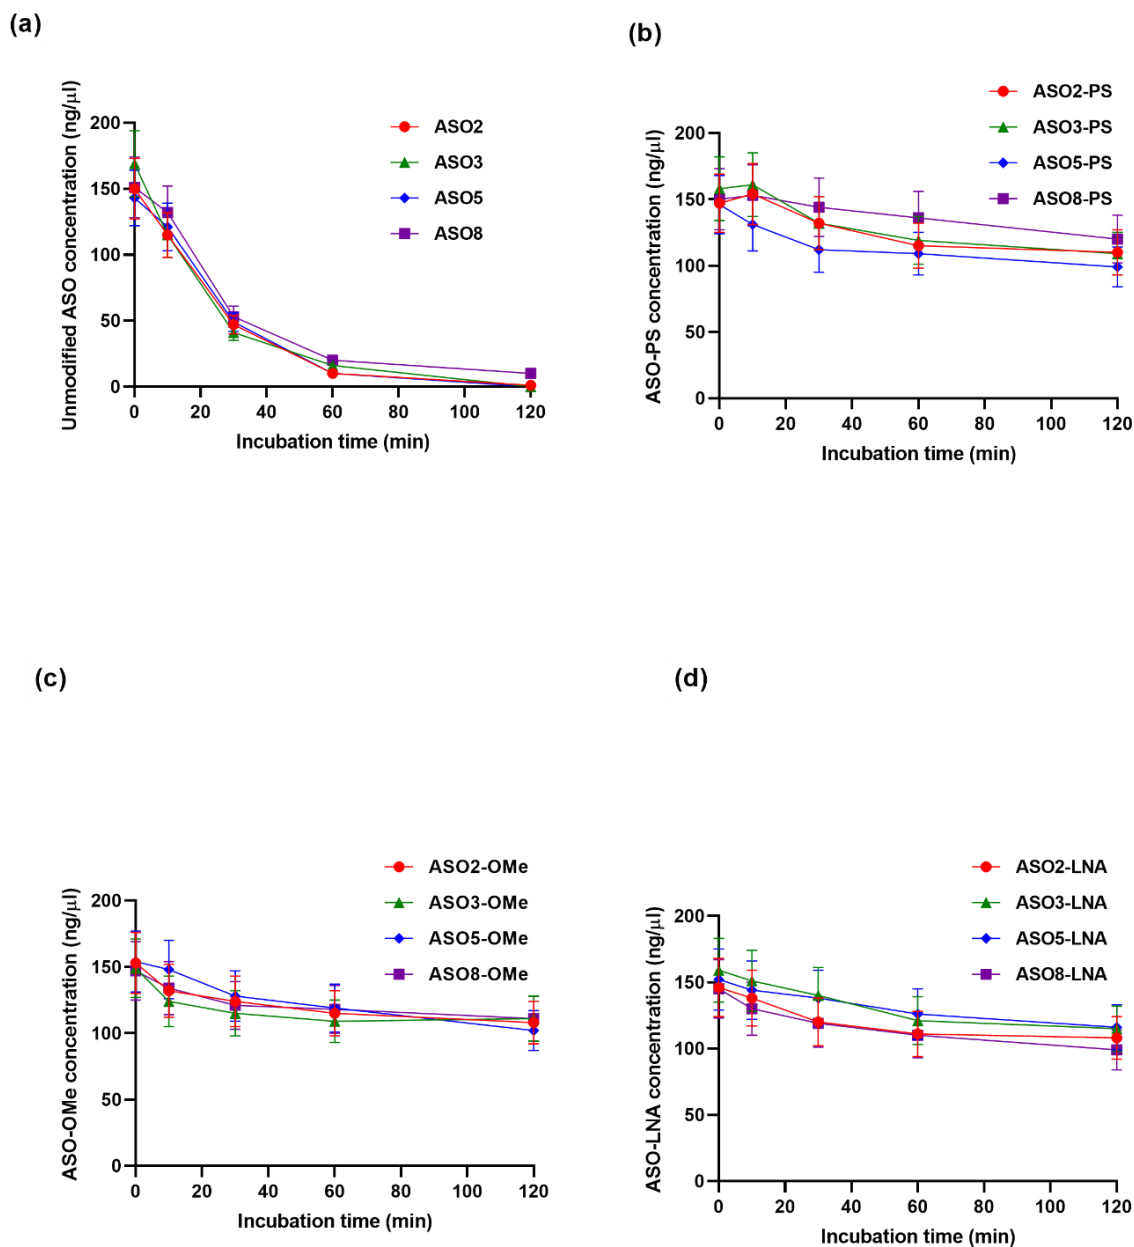 (a)
Unmodified ASO concentration (ng/μl)
200
150
100
50
0
0 20 40 60 80 100 120
Incubation time (min)
ASO2
ASO3
ASO5
ASO8
(b)
ASO-PS concentration (ng/μl)
200
150
100
50
0
0 20 40 60 80 100 120
Incubation time (min)
ASO2-PS
ASO3-PS
ASO5-PS
ASO8-PS
(c)
ASO-OMe concentration (ng/μl)
200
150
100
50
0
0 20 40 60 80 100 120
Incubation time (min)
ASO2-OMe
ASO3-OMe
ASO5-OMe
ASO8-OMe
(d)
ASO-LNA concentration (ng/μl)
200
150
100
50
0
0 20 40 60 80 100 120
Incubation time (min)
ASO2-LNA
ASO3-LNA
ASO5-LNA
ASO8-LNA